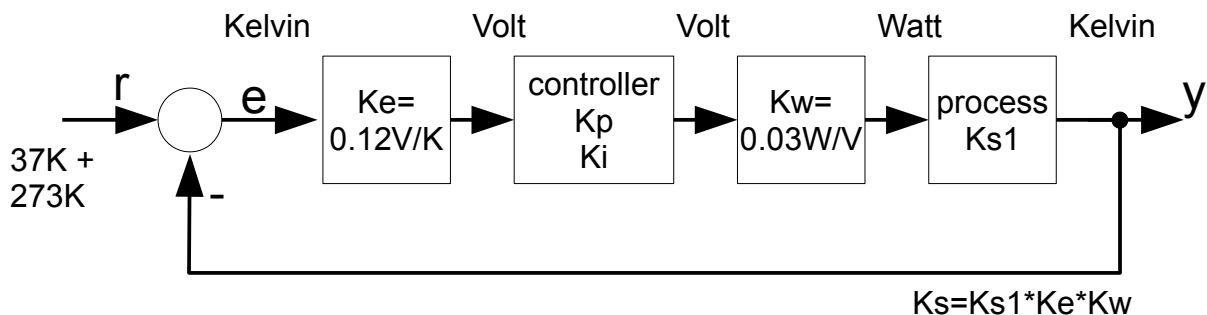 Kelvin Volt Volt Watt Kelvin
r
e
Ke=
0.12V/K
controller
Kp
Ki
Kw=
0.03W/V
process
Ks1
y
37K +
273K
-
Ks=Ks1*Ke*Kw